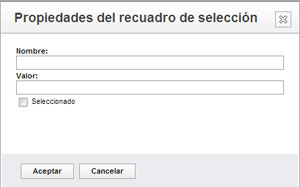 Propiedades del recuadro de selección
Nombre:
Valor:
Seleccionado
Aceptar
Cancelar